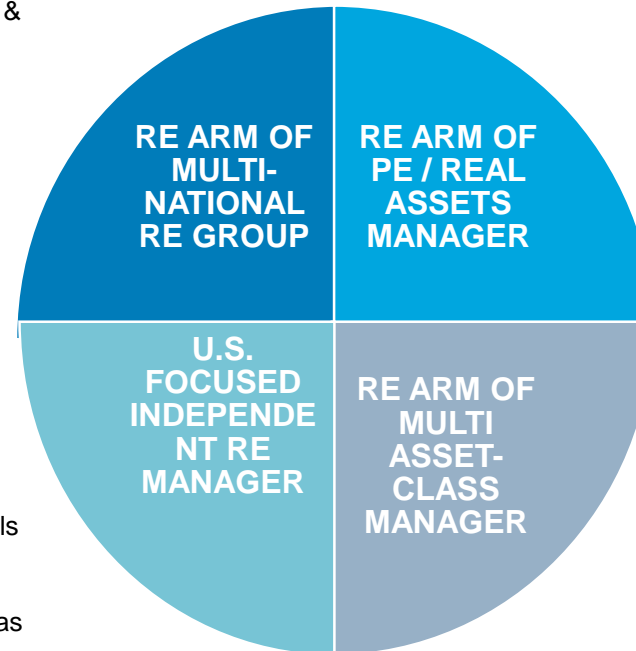 &
RE ARM OF
MULTI-
NATIONAL
RE GROUP
RE ARM OF
PE / REAL
ASSETS
MANAGER
U.S.
FOCUSED
INDEPENDE
NT RE
MANAGER
RE ARM OF
MULTI
ASSET-
CLASS
MANAGER
ls
as